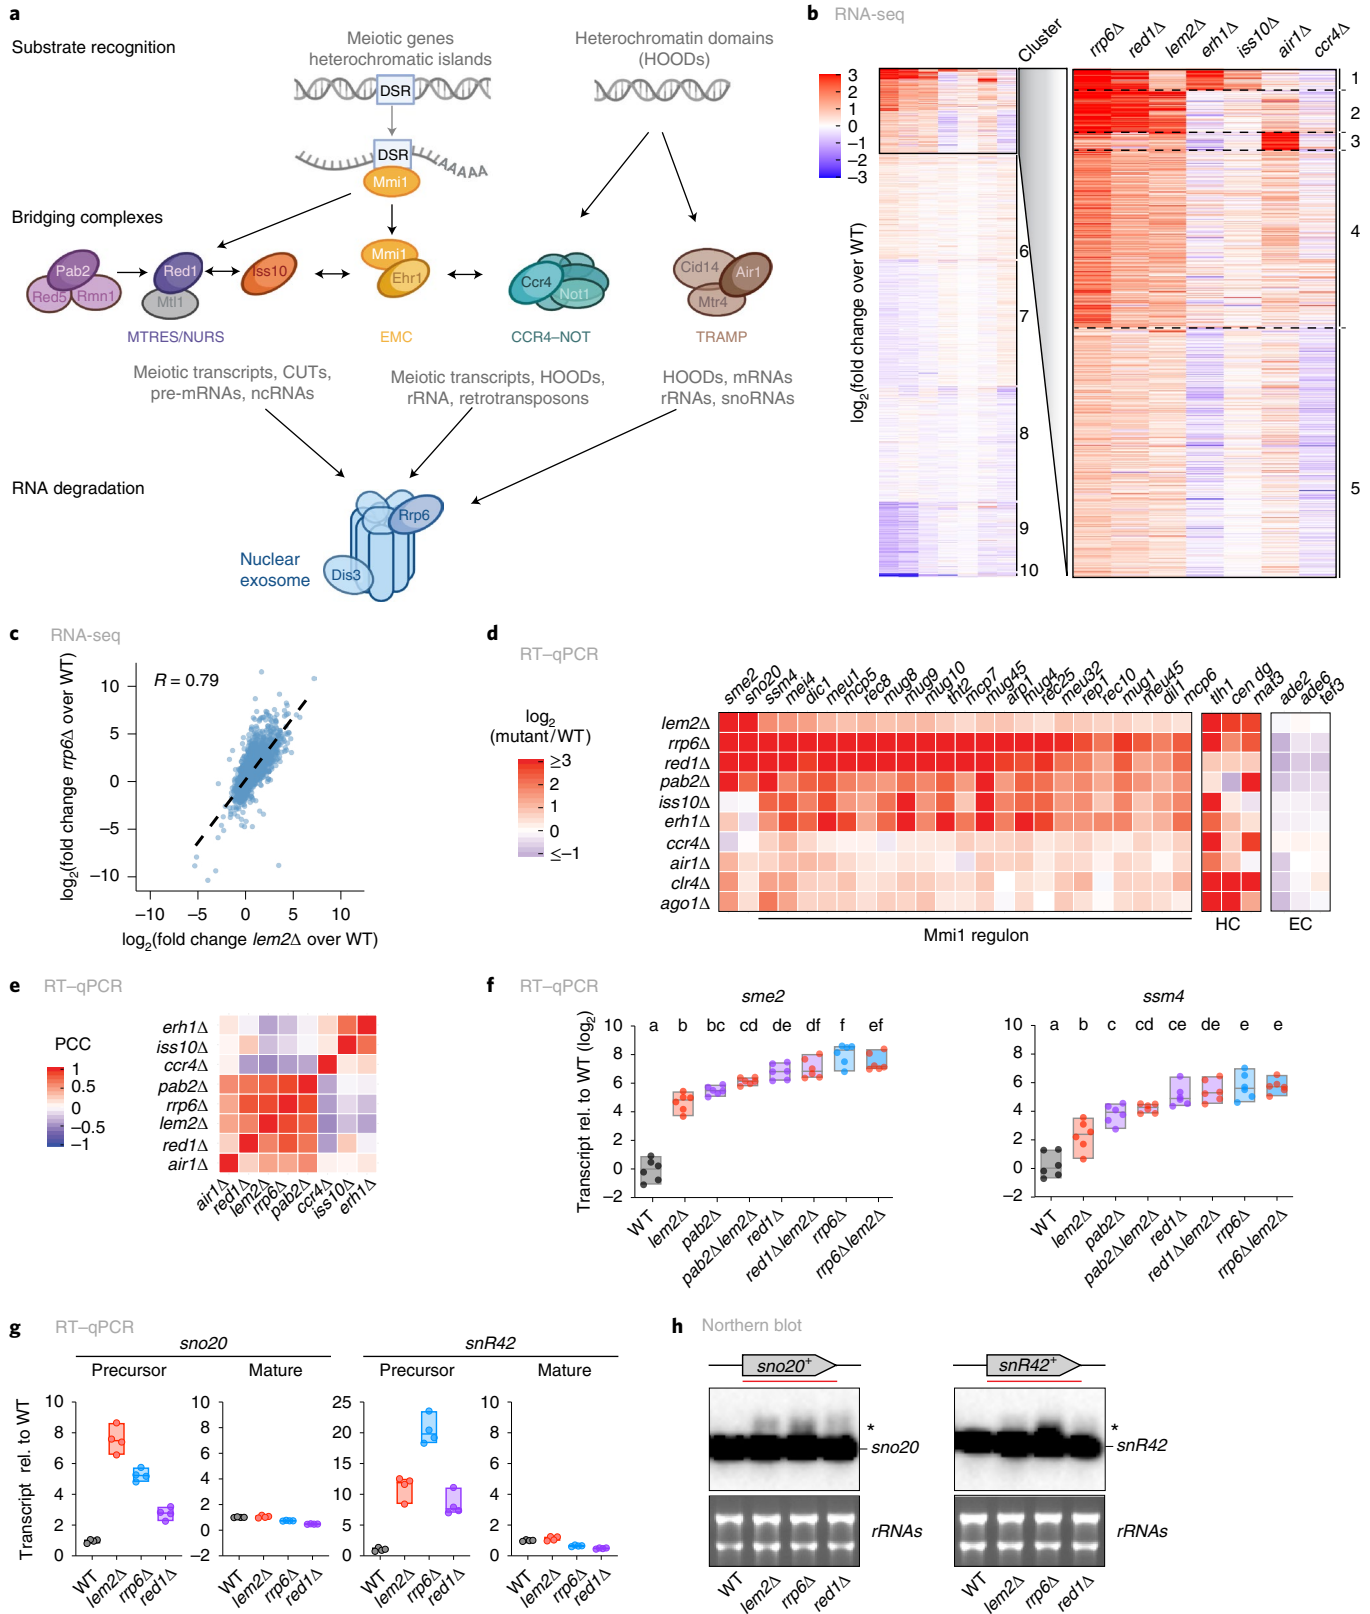 a
Substrate recognition
Meiotic genes
heterochromatic islands
Heterochromatin domains
(HOODs)
DSR
DSR
AAAAA
Mmi1
Bridging complexes
Pab2
Red5
Rmn1
Red1
Mtl1
Iss10
Mmi1
Ehr1
Ccr4
Not1
Cid14
Air1
Mtr4
MTRES/NURS
EMC
CCR4–NOT
TRAMP
Meiotic transcripts, CUTs,
pre-mRNAs, ncRNAs
Meiotic transcripts, HOODs,
rRNA, retrotransposons
HOODs, mRNAs
rRNAs, snoRNAs
RNA degradation
Rrp6
Nuclear
exosome
Dis3
b RNA-seq
Cluster
rrp6Δ red1Δ lem2Δ erh1Δ iss10Δ air1Δ ccr4Δ
3
2
1
0
−1
−2
−3
log2(fold change over WT)
6
7
8
9
10
1
2
3
4
5
c RNA-seq
R = 0.79
log2(fold change rrp6Δ over WT)
10
5
0
−5
−10
−10 −5 0 5 10
log2(fold change lem2Δ over WT)
d RT–qPCR
log2
(mutant/WT)
≥3
2
1
0
≤−1
sme2 sno20 ssm4 mei4 dic1 meu1 mcp5 rec8 mug8 mug9 mug10 tht2 mcp7 mug45 arp1 mug4 rec25 meu32 rep1 rec10 mug1 meu45 dil1 mcp6 tlh1 cen dg mat3 ade2 ade6 tef3
lem2Δ
rrp6Δ
red1Δ
pab2Δ
iss10Δ
erh1Δ
ccr4Δ
air1Δ
clr4Δ
ago1Δ
Mmi1 regulon
HC
EC
e RT–qPCR
PCC
1
0.5
0
−0.5
−1
erh1Δ
iss10Δ
ccr4Δ
pab2Δ
rrp6Δ
lem2Δ
red1Δ
air1Δ
air1Δ red1Δ lem2Δ rrp6Δ pab2Δ ccr4Δ iss10Δ erh1Δ
f RT–qPCR
sme2
Transcript rel. to WT (log2)
10
8
6
4
2
0
−2
a b bc cd de df f ef
WT lem2Δ pab2Δ pab2Δlem2Δ red1Δ red1Δlem2Δ rrp6Δ rrp6Δlem2Δ
ssm4
10
8
6
4
2
0
−2
a b c cd ce de e e
WT lem2Δ pab2Δ pab2Δlem2Δ red1Δ red1Δlem2Δ rrp6Δ rrp6Δlem2Δ
g RT–qPCR
sno20
snR42
Precursor
Mature
Precursor
Mature
Transcript rel. to WT
10
8
6
4
2
0
WT lem2Δ rrp6Δ red1Δ
10
8
6
4
2
0
−2
WT lem2Δ rrp6Δ red1Δ
25
20
15
10
5
0
WT lem2Δ rrp6Δ red1Δ
10
8
6
4
2
0
WT lem2Δ rrp6Δ red1Δ
h Northern blot
sno20+
*
sno20
rRNAs
WT lem2Δ rrp6Δ red1Δ
snR42+
*
snR42
rRNAs
WT lem2Δ rrp6Δ red1Δ